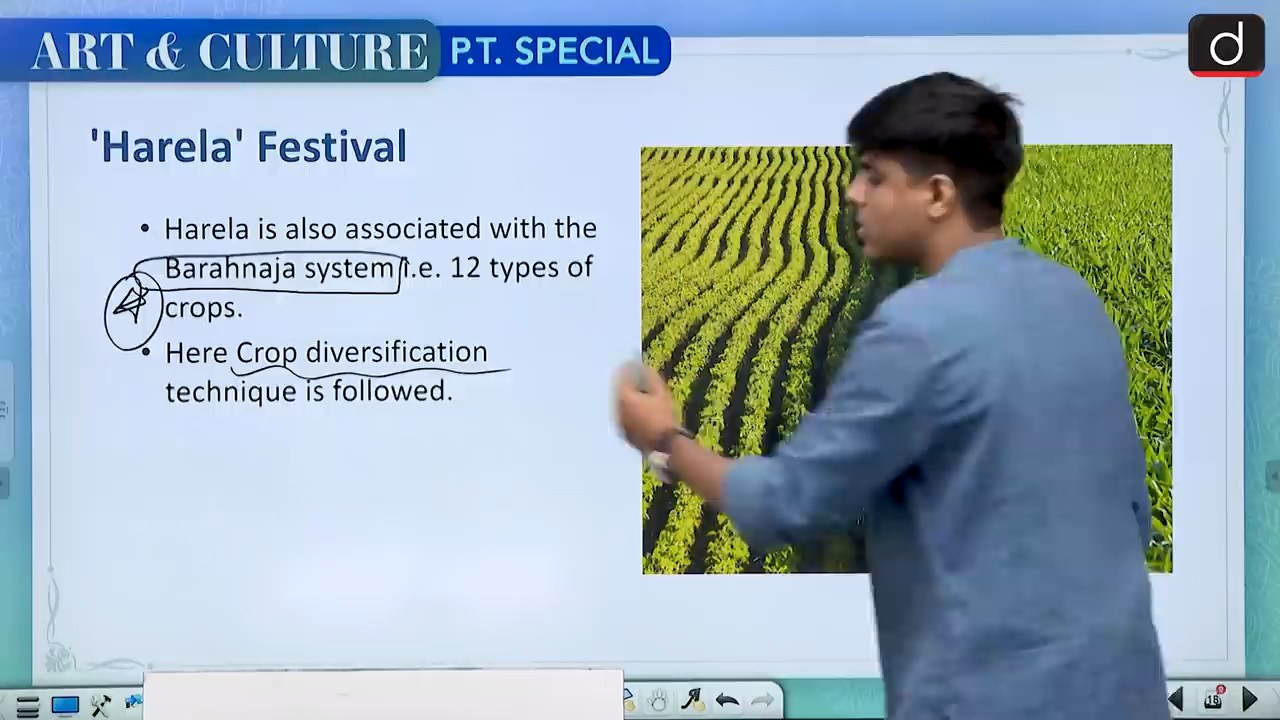 ART & CULTURE P.T. SPECIAL
d
'Harela' Festival
• Harela is also associated with the
Barahnaja system i.e. 12 types of
crops.
• Here Crop diversification
technique is followed.
18